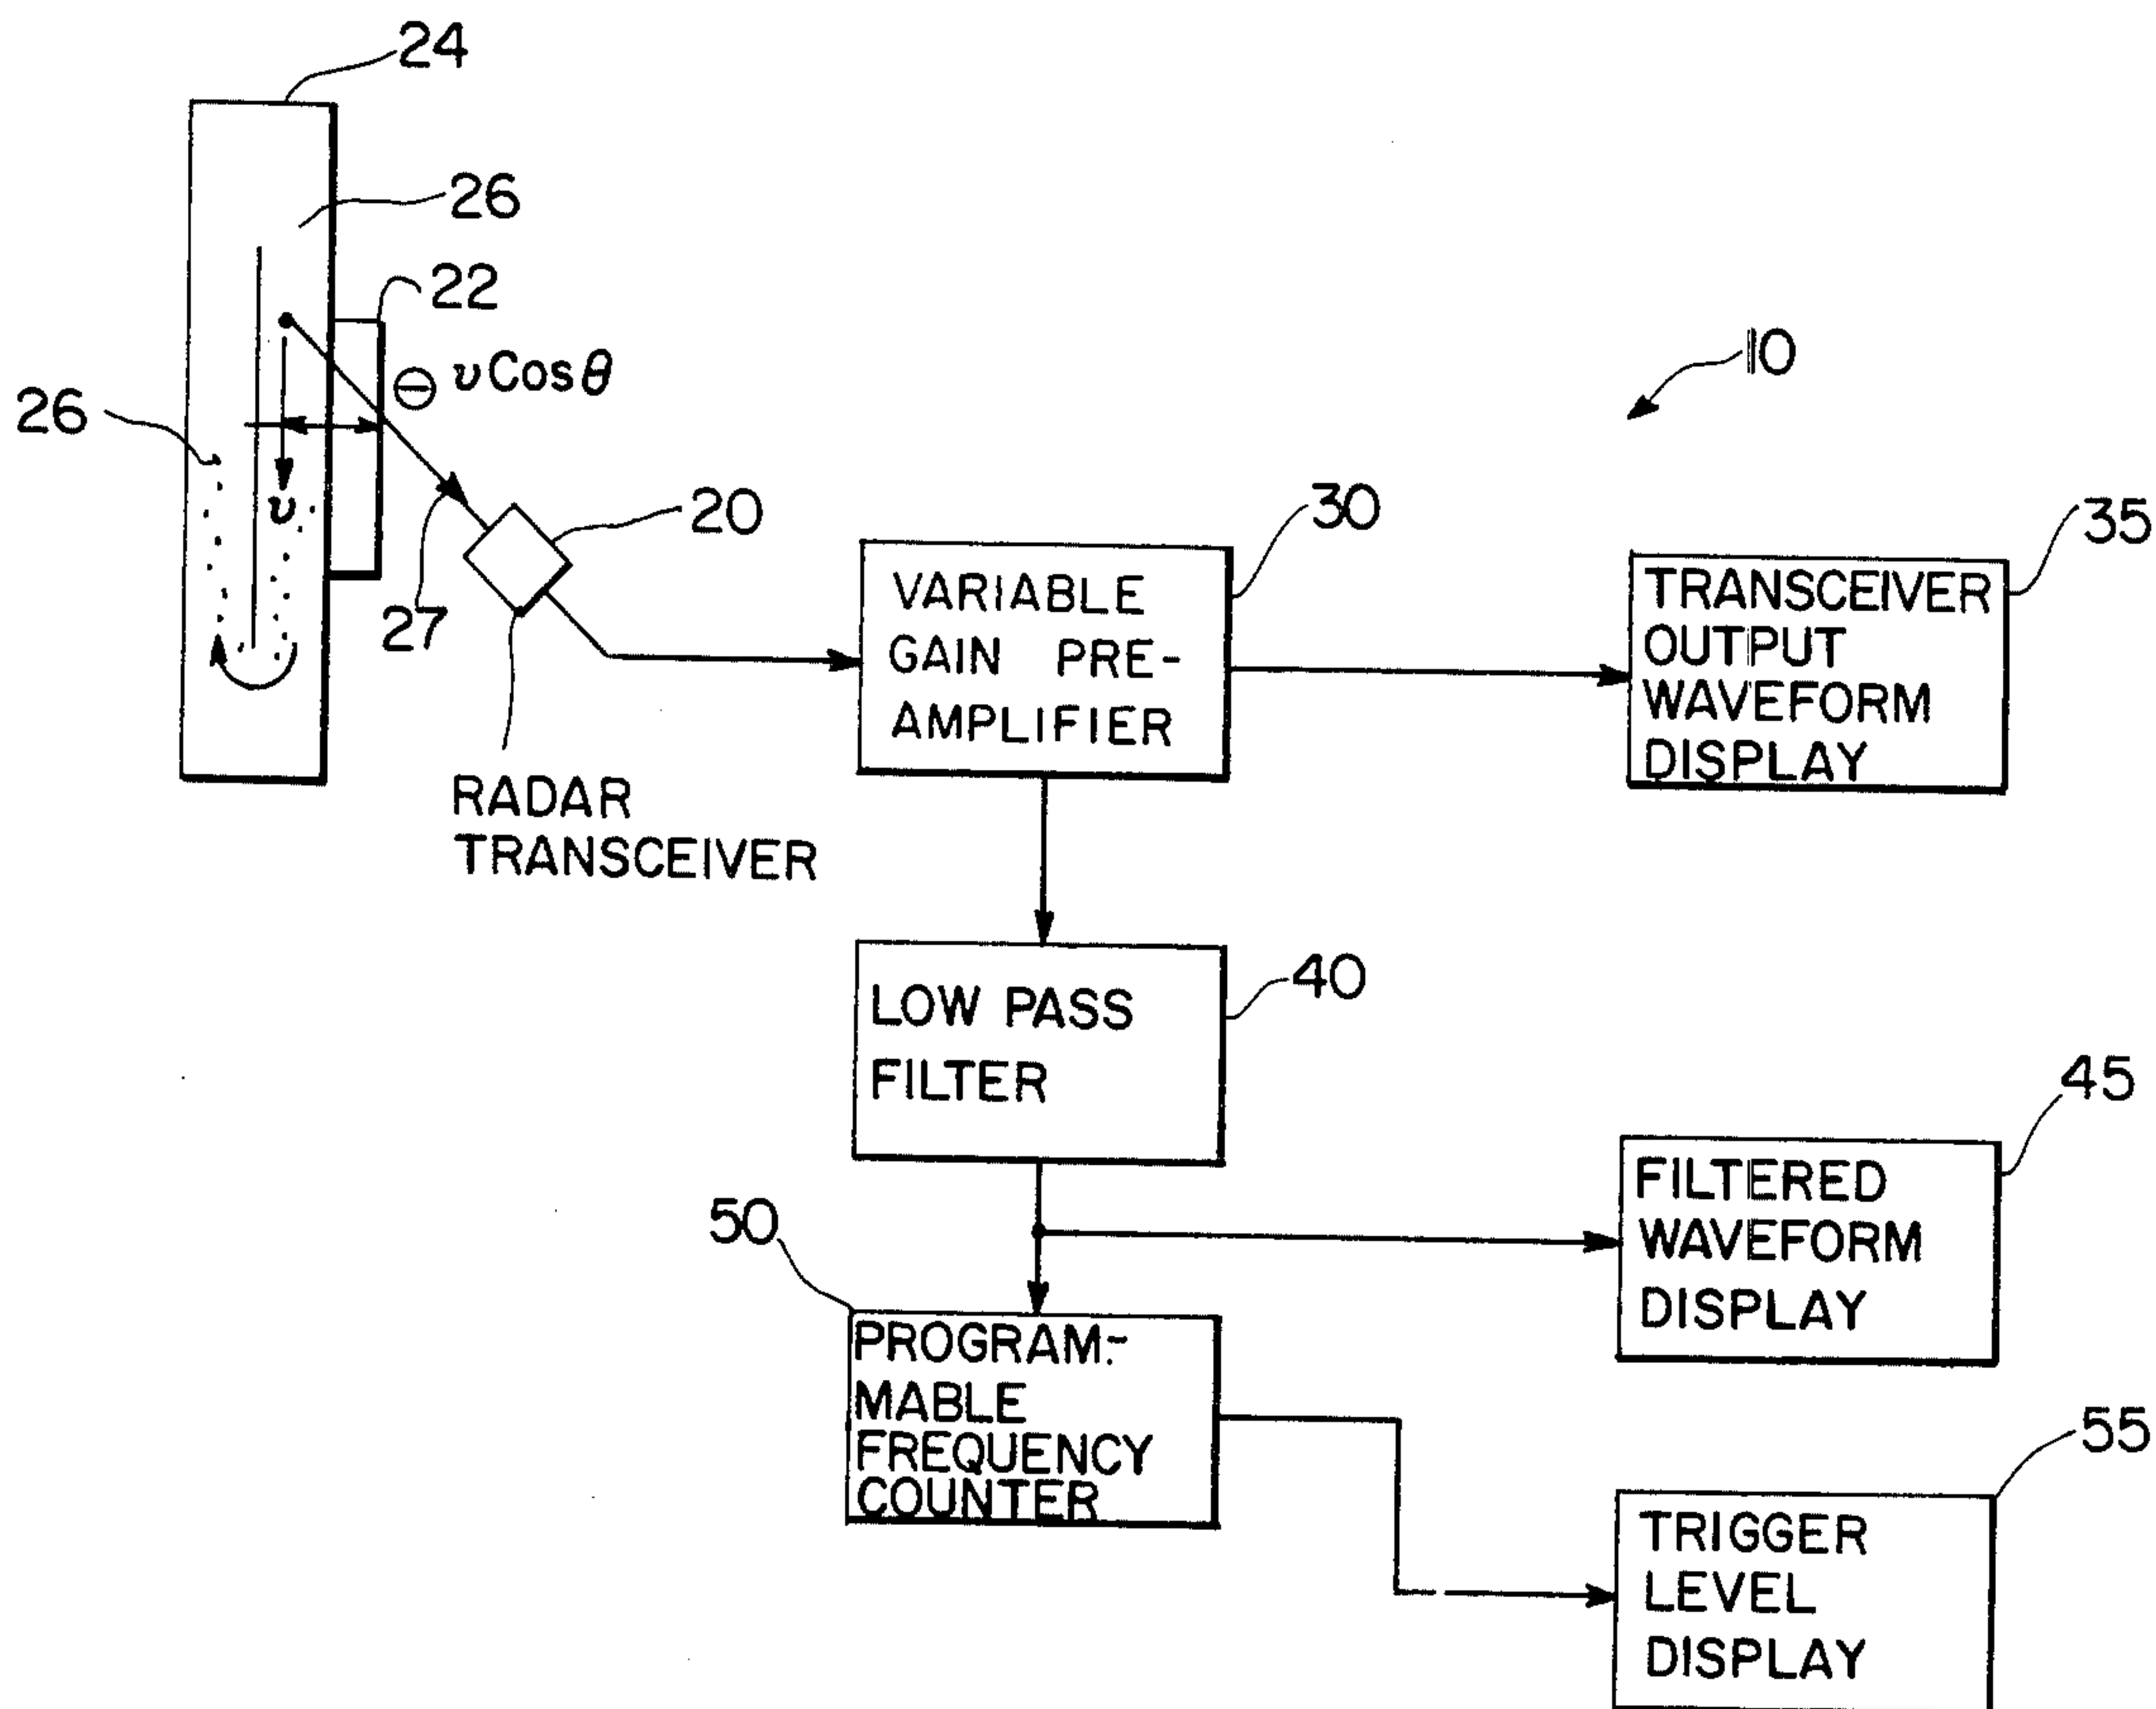 24
26
22
Θ υCosθ
10
26
υ
20
30
35
27
VARIABLE
GAIN PRE-
AMPLIFIER
TRANSCEIVER
OUTPUT
WAVEFORM
DISPLAY
RADAR
TRANSCEIVER
40
LOW PASS
FILTER
45
50
FILTERED
WAVEFORM
DISPLAY
PROGRAM-
MABLE
FREQUENCY
COUNTER
55
TRIGGER
LEVEL
DISPLAY